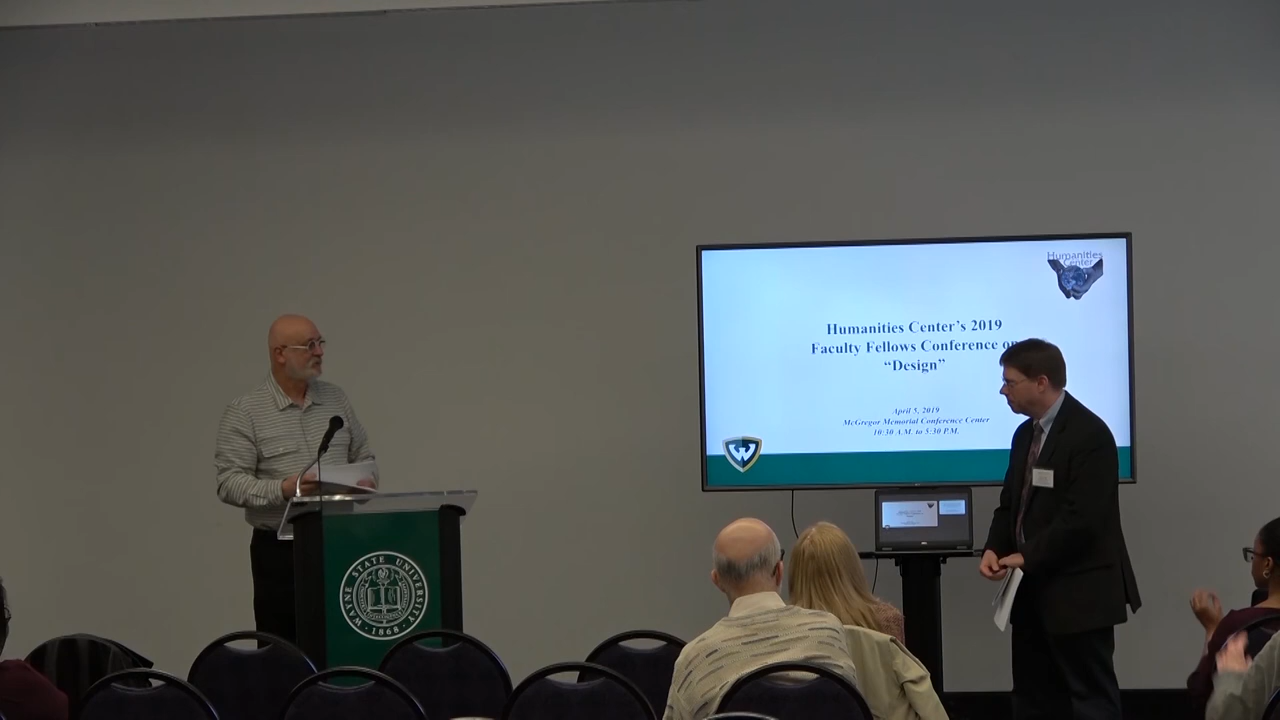 Humanities
Center
Humanities Center's 2019
Faculty Fellows Conference on
"Design"
April 5, 2019
McGregor Memorial Conference Center
10:30 A.M. to 5:30 P.M.
W
WAYNE STATE UNIVERSITY
1868